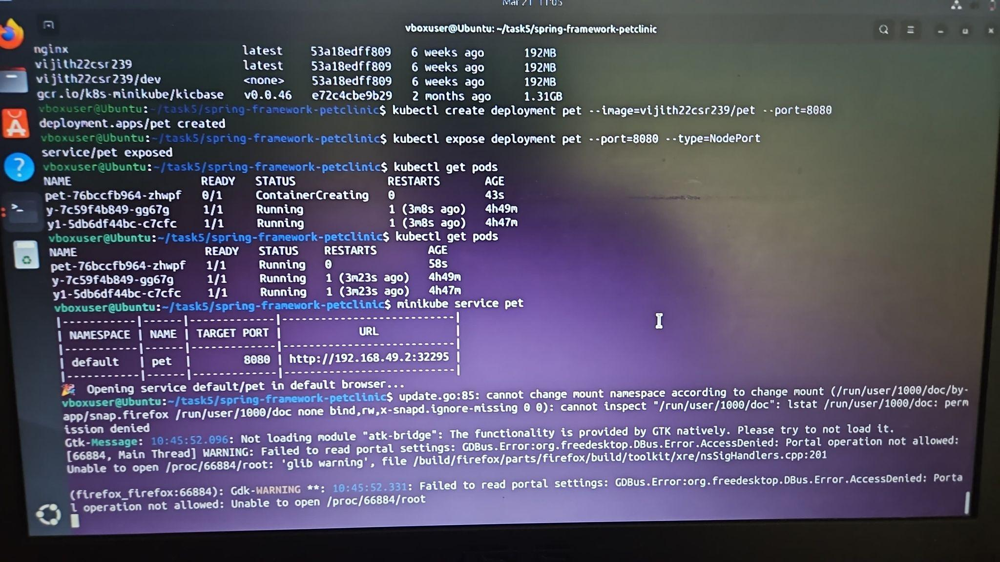 Mar 21 11:05
vboxuser@Ubuntu: ~/task5/spring-framework-petclinic
nginx latest 53a18edff809 6 weeks ago 192MB
vijith22csr239 latest 53a18edff809 6 weeks ago 192MB
vijith22csr239/dev <none> 53a18edff809 6 weeks ago 192MB
gcr.io/k8s-minikube/kicbase v0.0.46 e72c4cbe9b29 2 months ago 1.31GB
vboxuser@Ubuntu:~/task5/spring-framework-petclinic$ kubectl create deployment pet --image=vijith22csr239/pet --port=8080
deployment.apps/pet created
vboxuser@Ubuntu:~/task5/spring-framework-petclinic$ kubectl expose deployment pet --port=8080 --type=NodePort
service/pet exposed
vboxuser@Ubuntu:~/task5/spring-framework-petclinic$ kubectl get pods
NAME READY STATUS RESTARTS AGE
pet-76bccfb964-zhwpf 0/1 ContainerCreating 0 43s
y-7c59f4b849-gg67g 1/1 Running 1 (3m8s ago) 4h49m
y1-5db6df44bc-c7cfc 1/1 Running 1 (3m8s ago) 4h47m
vboxuser@Ubuntu:~/task5/spring-framework-petclinic$ kubectl get pods
NAME READY STATUS RESTARTS AGE
pet-76bccfb964-zhwpf 1/1 Running 0 58s
y-7c59f4b849-gg67g 1/1 Running 1 (3m23s ago) 4h49m
y1-5db6df44bc-c7cfc 1/1 Running 1 (3m23s ago) 4h47m
vboxuser@Ubuntu:~/task5/spring-framework-petclinic$ minikube service pet
|-----------|------|-------------|---------------------------|
| NAMESPACE | NAME | TARGET PORT | URL |
|-----------|------|-------------|---------------------------|
| default | pet | 8080 | http://192.168.49.2:32295 |
|-----------|------|-------------|---------------------------|
🎉 Opening service default/pet in default browser...
vboxuser@Ubuntu:~/task5/spring-framework-petclinic$ update.go:85: cannot change mount namespace according to change mount (/run/user/1000/doc/by-
app/snap.firefox /run/user/1000/doc none bind,rw,x-snapd.ignore-missing 0 0): cannot inspect "/run/user/1000/doc": lstat /run/user/1000/doc: perm
ission denied
Gtk-Message: 10:45:52.096: Not loading module "atk-bridge": The functionality is provided by GTK natively. Please try to not load it.
[66884, Main Thread] WARNING: Failed to read portal settings: GDBus.Error:org.freedesktop.DBus.Error.AccessDenied: Portal operation not allowed:
Unable to open /proc/66884/root: 'glib warning', file /build/firefox/parts/firefox/build/toolkit/xre/nsSigHandlers.cpp:201
(firefox_firefox:66884): Gdk-WARNING **: 10:45:52.331: Failed to read portal settings: GDBus.Error:org.freedesktop.DBus.Error.AccessDenied: Porta
l operation not allowed: Unable to open /proc/66884/root